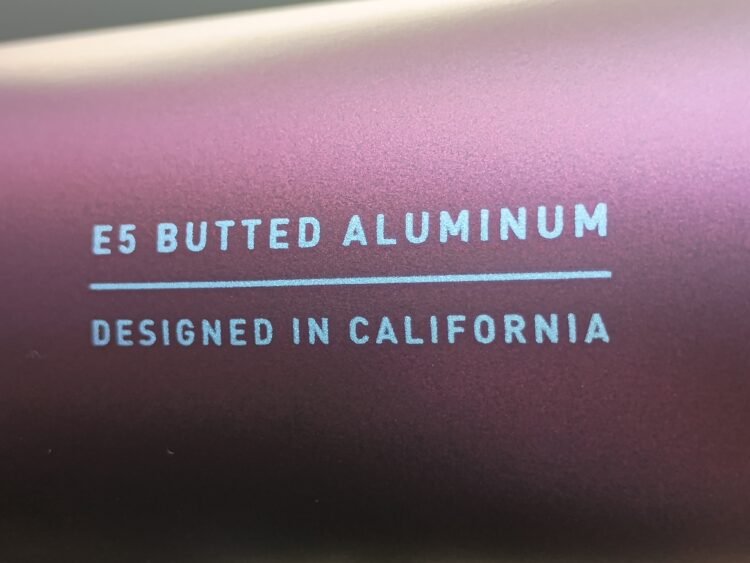 E5 BUTTED ALUMINUM
DESIGNED IN CALIFORNIA